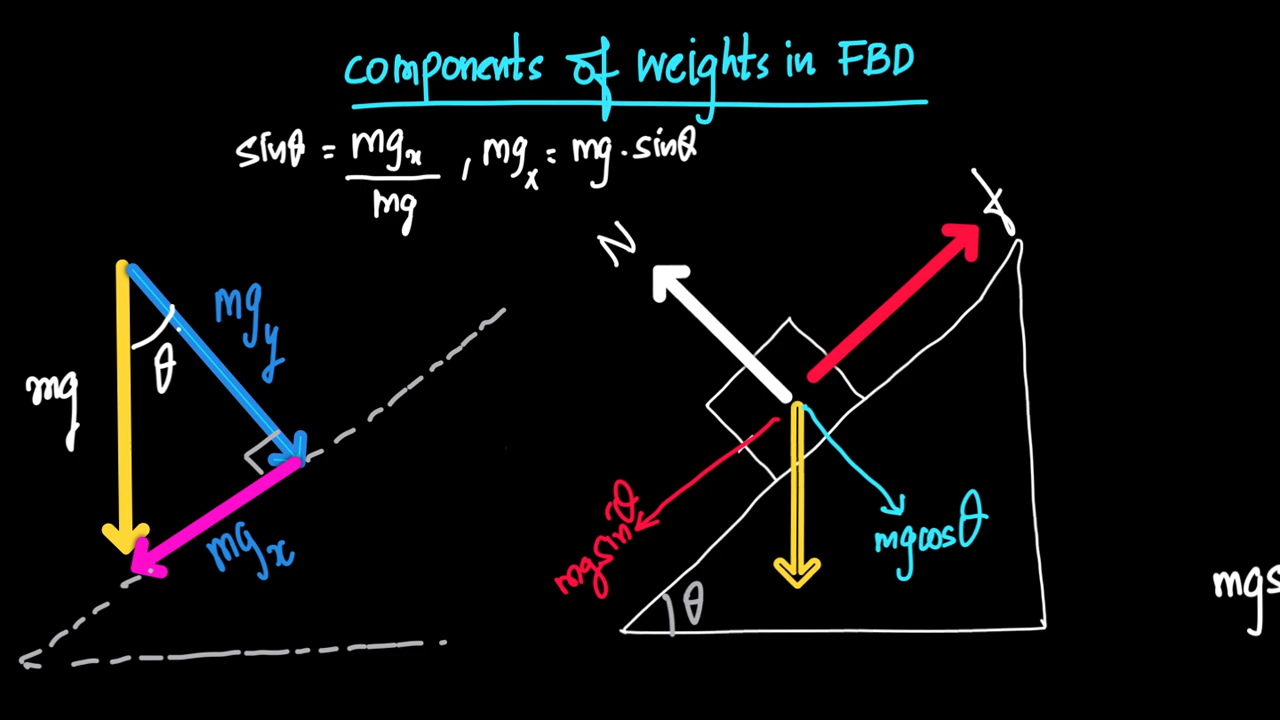 components of weights in FBD
sinθ = mgx / mg , mgx = mg . sinθ
N
f
mgy
θ
mg
mgx
mgsinθ
mgcosθ
θ
mgs